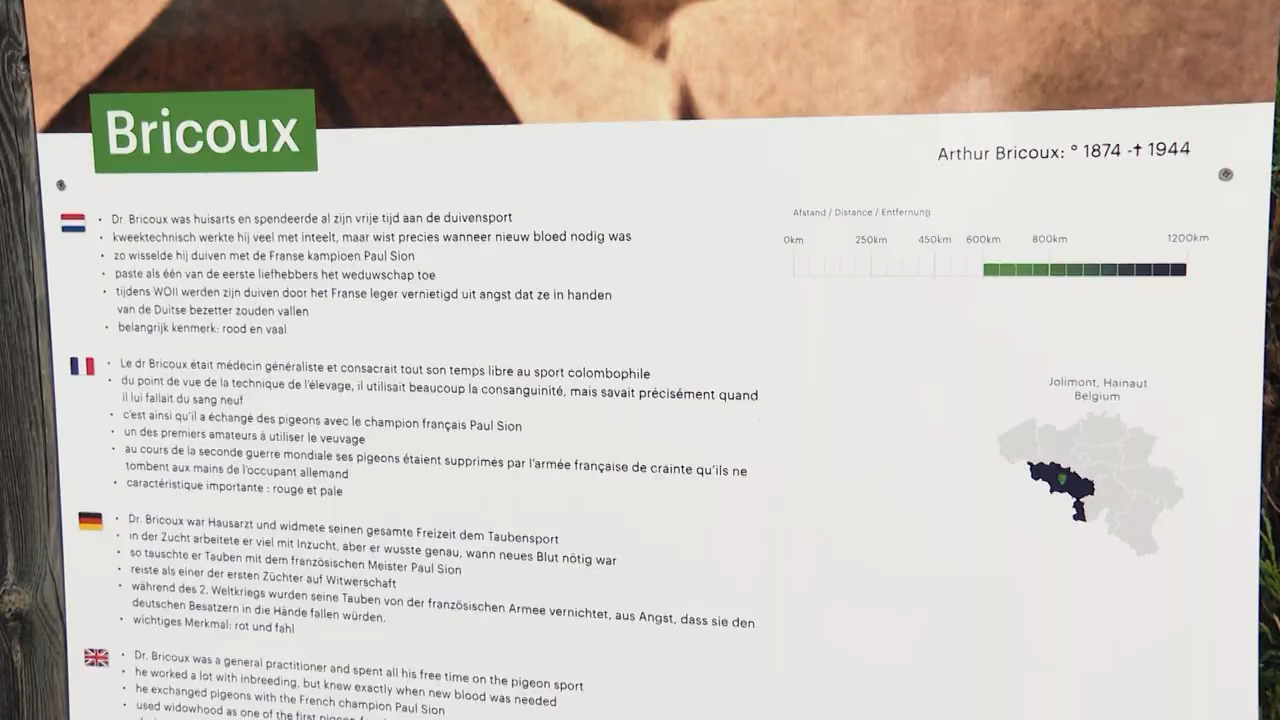 Bricoux
Arthur Bricoux: ° 1874 -† 1944
• Dr. Bricoux was huisarts en spendeerde al zijn vrije tijd aan de duivensport
• kweektechnisch werkte hij veel met inteelt, maar wist precies wanneer nieuw bloed nodig was
• zo wisselde hij duiven met de Franse kampioen Paul Sion
• paste als één van de eerste liefhebbers het weduwschap toe
• tijdens WOII werden zijn duiven door het Franse leger vernietigd uit angst dat ze in handen
van de Duitse bezetter zouden vallen
• belangrijk kenmerk: rood en vaal
Afstand / Distance / Entfernung
0km 250km 450km 600km 800km 1200km
• Le dr Bricoux était médecin généraliste et consacrait tout son temps libre au sport colombophile
• du point de vue de la technique de l'élevage, il utilisait beaucoup la consanguinité, mais savait précisément quand
il lui fallait du sang neuf
• c'est ainsi qu'il a échangé des pigeons avec le champion français Paul Sion
• un des premiers amateurs à utiliser le veuvage
• au cours de la seconde guerre mondiale ses pigeons étaient supprimés par l'armée française de crainte qu'ils ne
tombent aux mains de l'occupant allemand
• caractéristique importante : rouge et pale
Jolimont, Hainaut
Belgium
• Dr. Bricoux war Hausarzt und widmete seinen gesamte Freizeit dem Taubensport
• in der Zucht arbeitete er viel mit Inzucht, aber er wusste genau, wann neues Blut nötig war
• so tauschte er Tauben mit dem französischen Meister Paul Sion
• reiste als einer der ersten Züchter auf Witwerschaft
• während des 2. Weltkriegs wurden seine Tauben von der französischen Armee vernichtet, aus Angst, dass sie den
deutschen Besatzern in die Hände fallen würden.
• wichtiges Merkmal: rot und fahl
• Dr. Bricoux was a general practitioner and spent all his free time on the pigeon sport
• he worked a lot with inbreeding, but knew exactly when new blood was needed
• he exchanged pigeons with the French champion Paul Sion
• used widowhood as one of the first